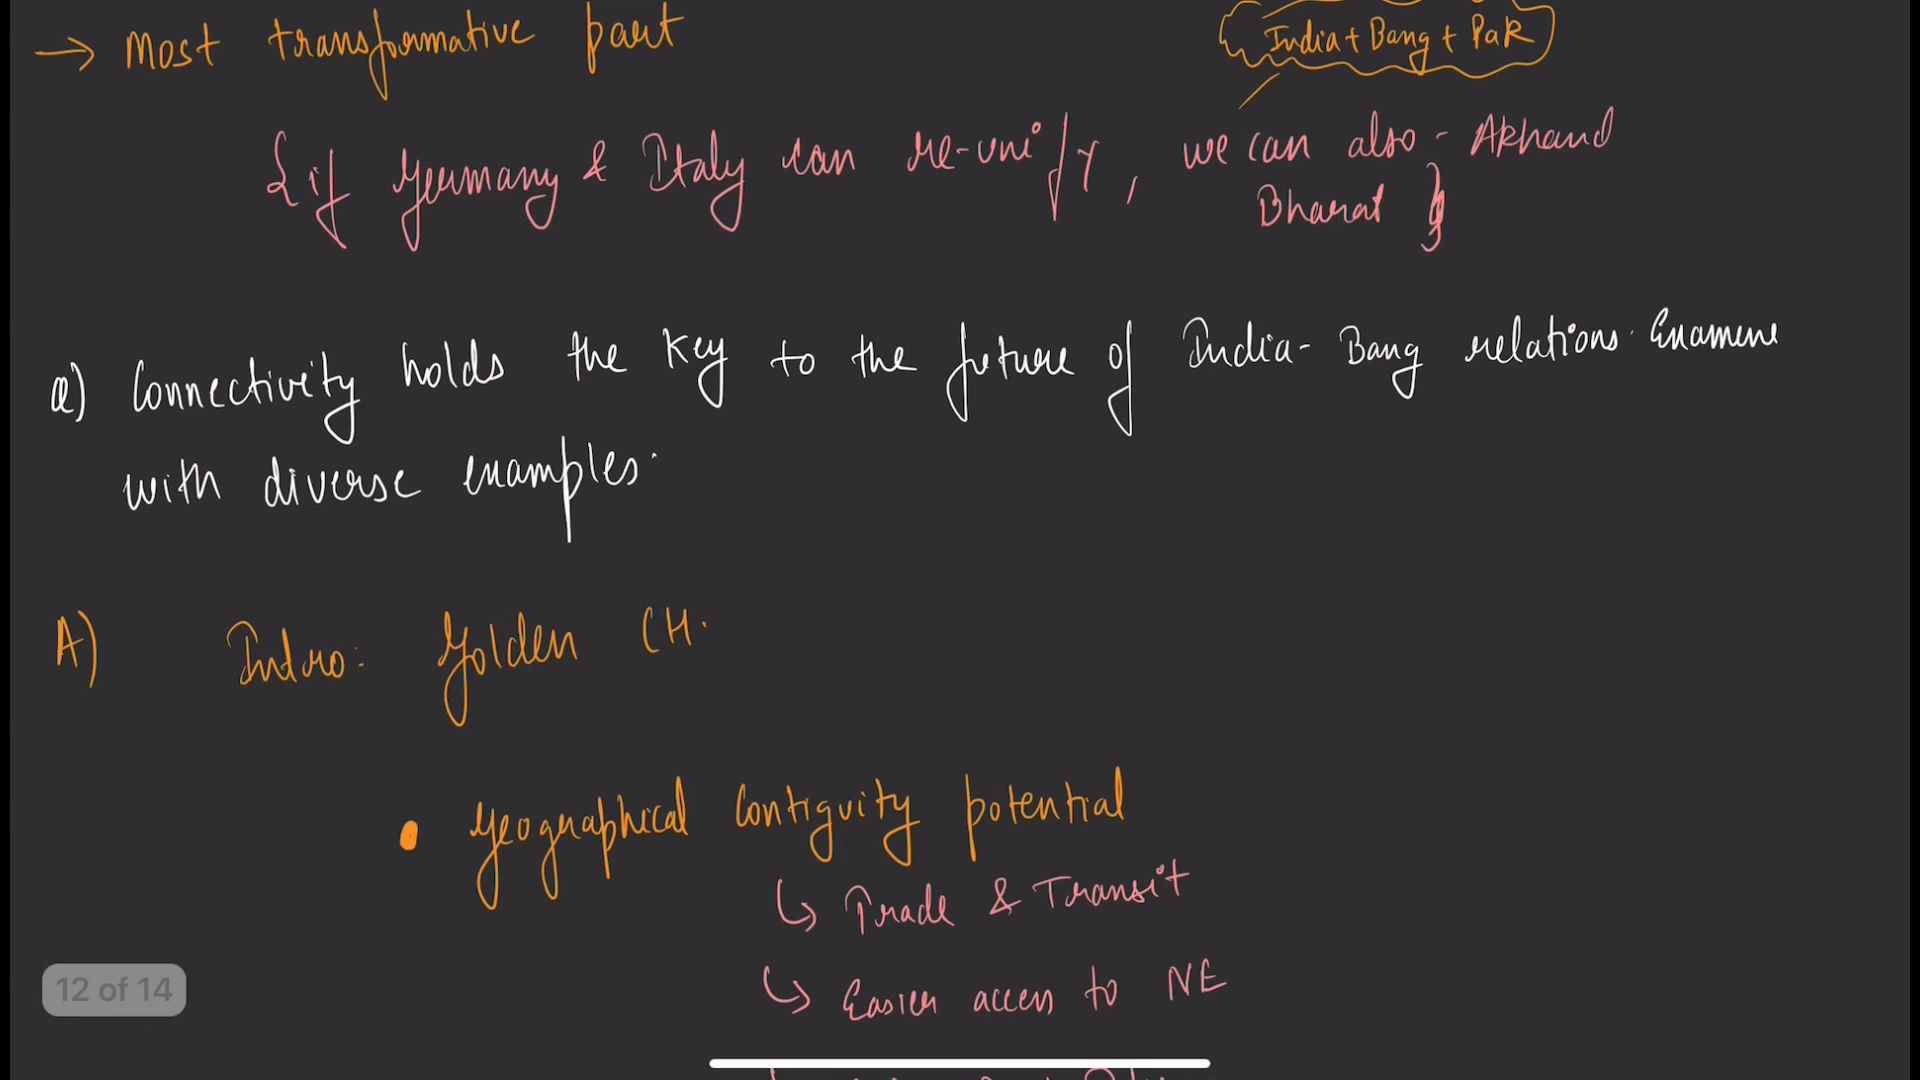 → Most transformative part
India + Bang + Pak
{if Germany & Italy can re-unify, we can also - Akhand
Bharat }
Q) Connectivity holds the key to the future of India - Bang relations. Examine
with diverse examples.
A) Intro: Golden CH.
• Geographical contiguity potential
↳ Trade & Transit
↳ Easier access to NE
12 of 14